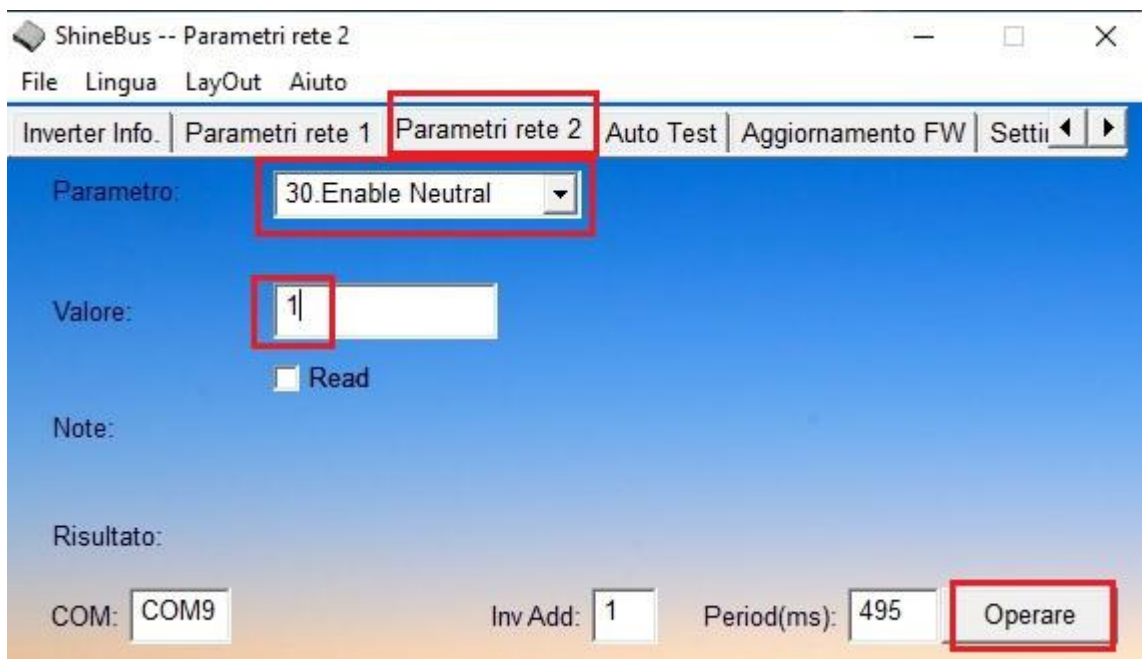 ShineBus -- Parametri rete 2
File Lingua LayOut Aiuto
Inverter Info. Parametri rete 1 Parametri rete 2 Auto Test Aggiornamento FW Settin
Parametro: 30.Enable Neutral
Valore: 1
Read
Note:
Risultato:
COM: COM9 Inv Add: 1 Period(ms): 495 Operare